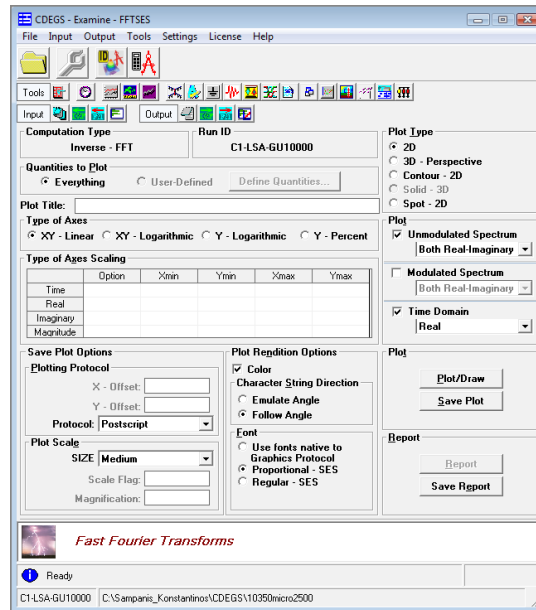 CDEGS - Examine - FFTSES
File Input Output Tools Settings License Help
Tools
Input Output
Computation Type
Inverse - FFT
Run ID
C1-LSA-GU10000
Plot Type
2D
3D - Perspective
Contour - 2D
Solid - 3D
Spot - 2D
Quantities to Plot
Everything User-Defined Define Quantities...
Plot Title:
Type of Axes
XY - Linear XY - Logarithmic Y - Logarithmic Y - Percent
Plot
Unmodulated Spectrum
Both Real-Imaginary
Modulated Spectrum
Both Real-Imaginary
Time Domain
Real
Type of Axes Scaling
Option Xmin Ymin Xmax Ymax
Time
Real
Imaginary
Magnitude
Save Plot Options
Plotting Protocol
X - Offset:
Y - Offset:
Protocol: Postscript
Plot Scale
SIZE Medium
Scale Flag:
Magnification:
Plot Rendition Options
Color
Character String Direction
Emulate Angle
Follow Angle
Font
Use fonts native to
Graphics Protocol
Proportional - SES
Regular - SES
Plot
Plot/Draw
Save Plot
Report
Report
Save Report
Fast Fourier Transforms
Ready
C1-LSA-GU10000 C:\Sampanis_Konstantinos\CDEGS\10350micro2500